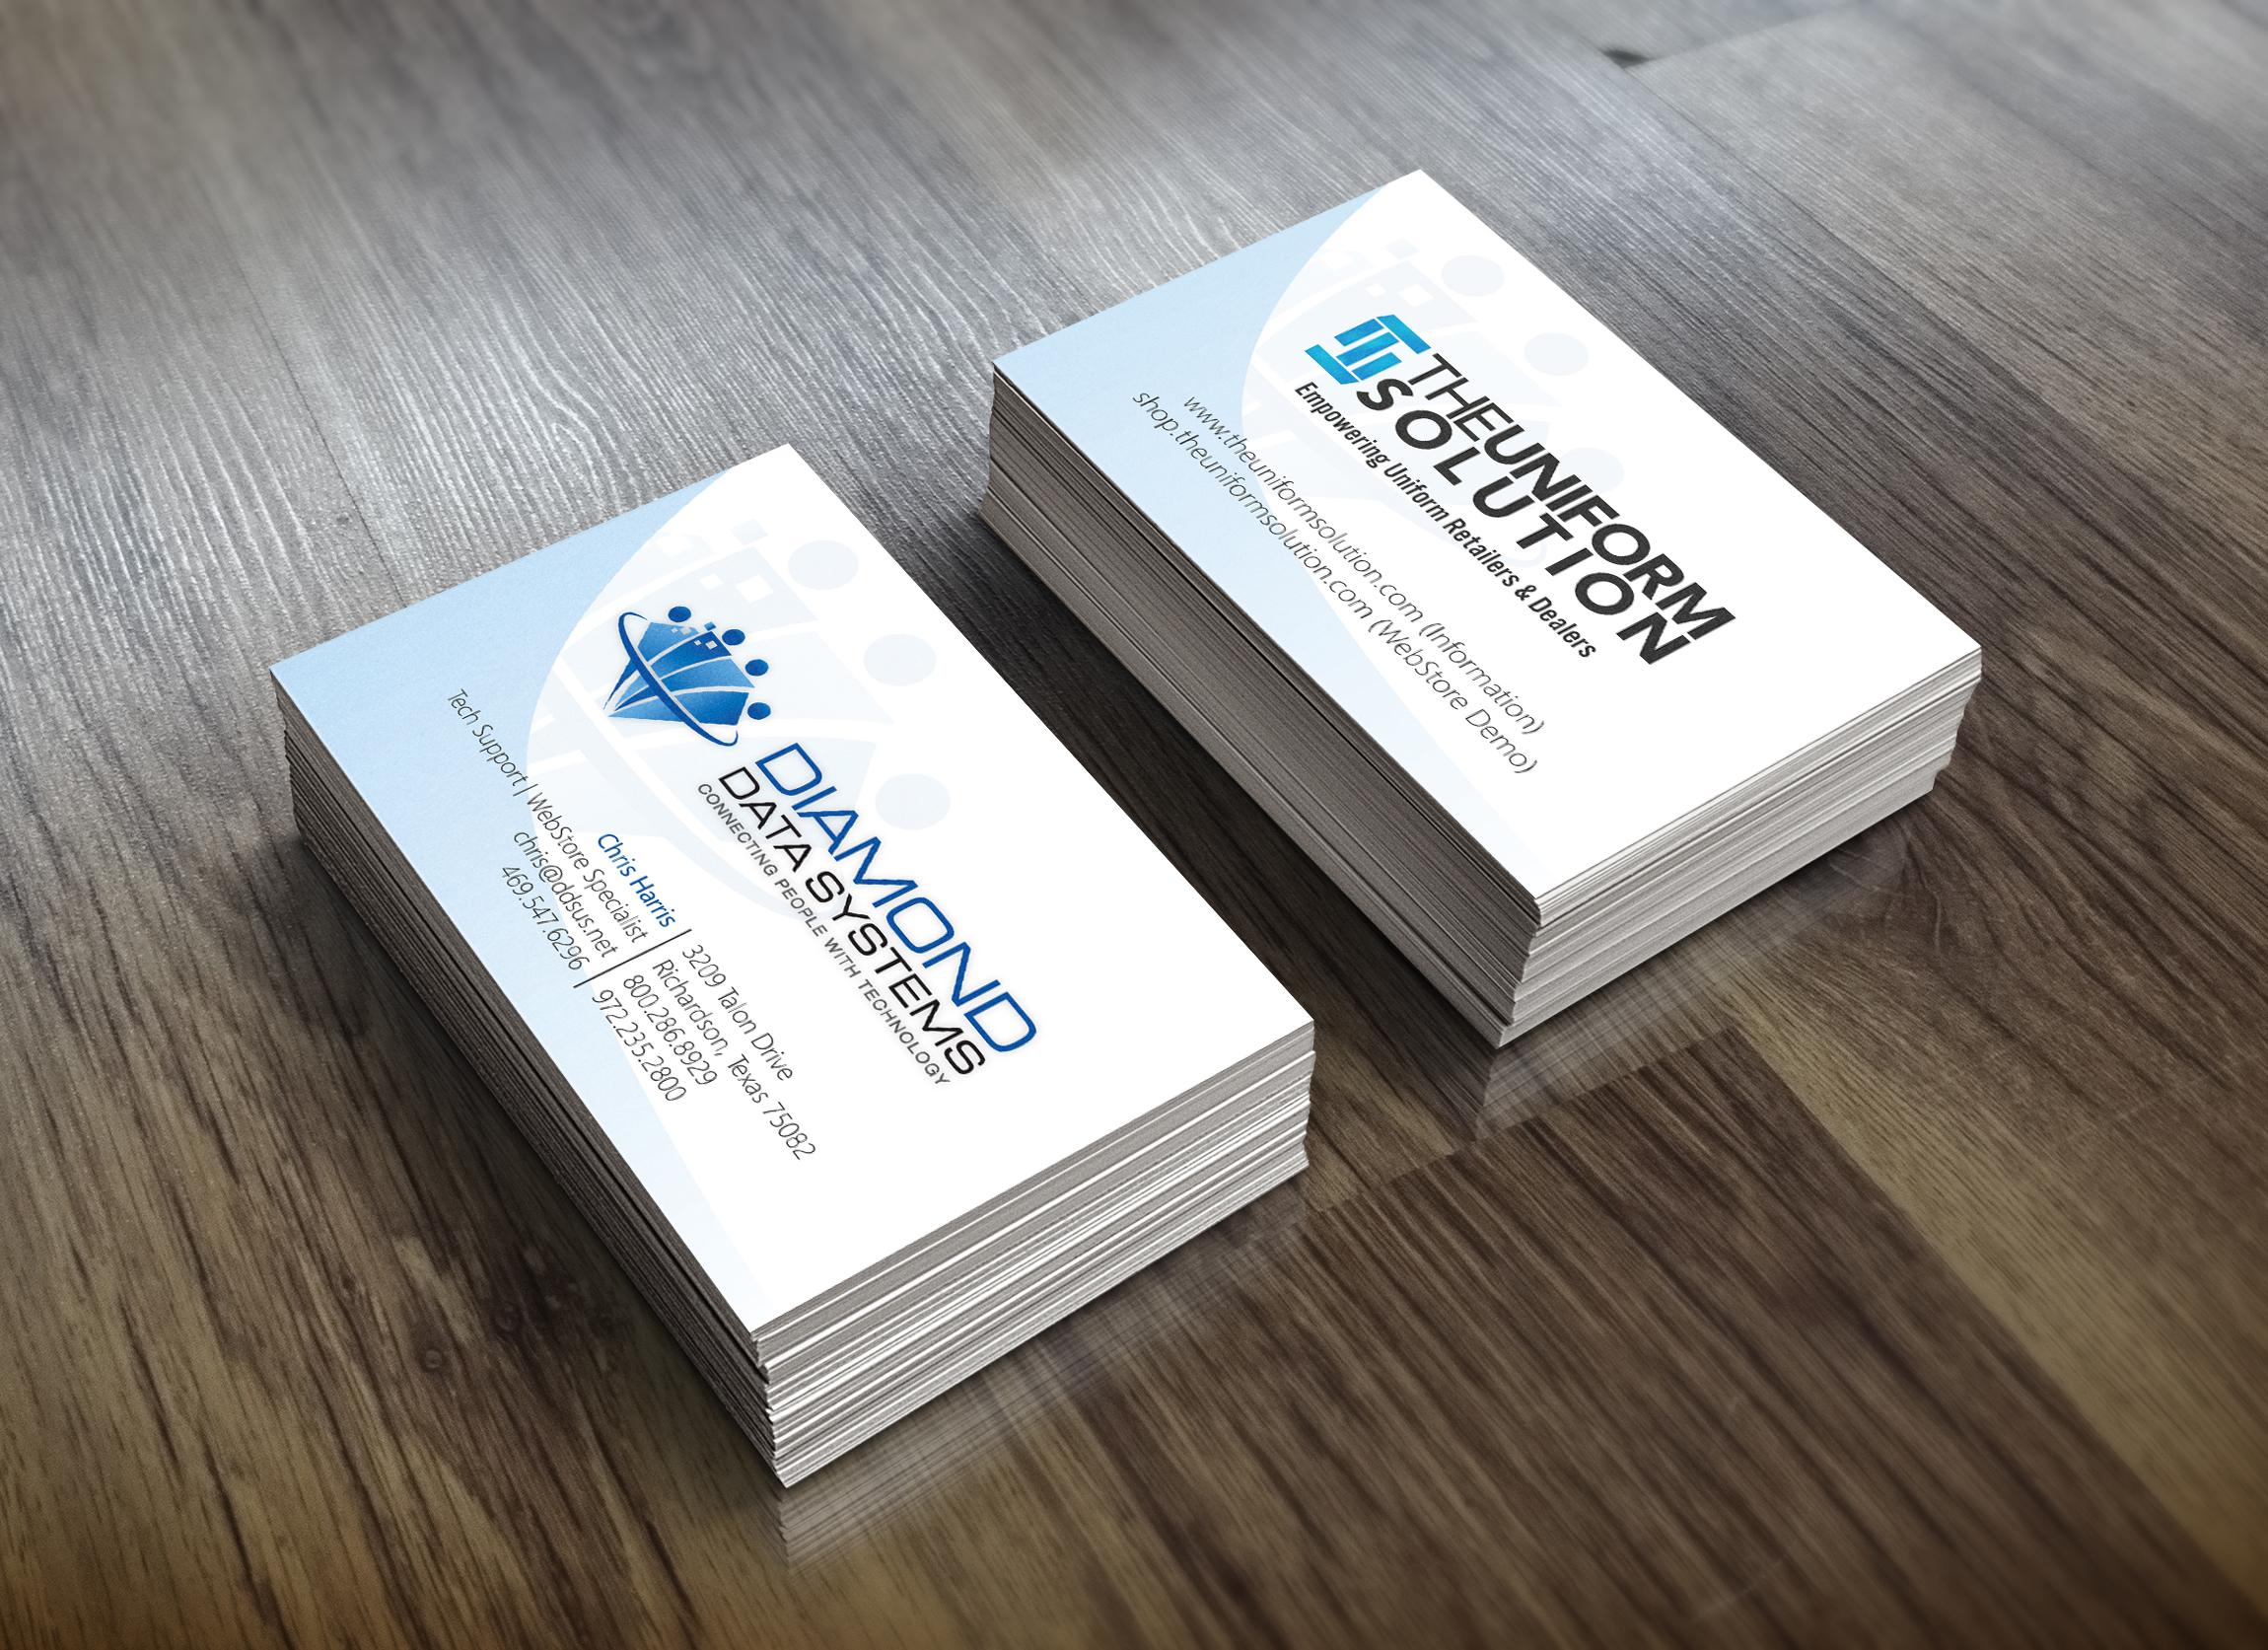 DIAMOND
DATA SYSTEMS
CONNECTING PEOPLE WITH TECHNOLOGY
Chris Harris
Tech Support | WebStore Specialist
chris@ddsus.net
469.547.6296
3209 Talon Drive
Richardson, Texas 75082
800.286.8929
972.235.2800
THEUNIFORM
SOLUTION
Empowering Uniform Retailers & Dealers
www.theuniformsolution.com (Information)
shop.theuniformsolution.com (WebStore Demo)